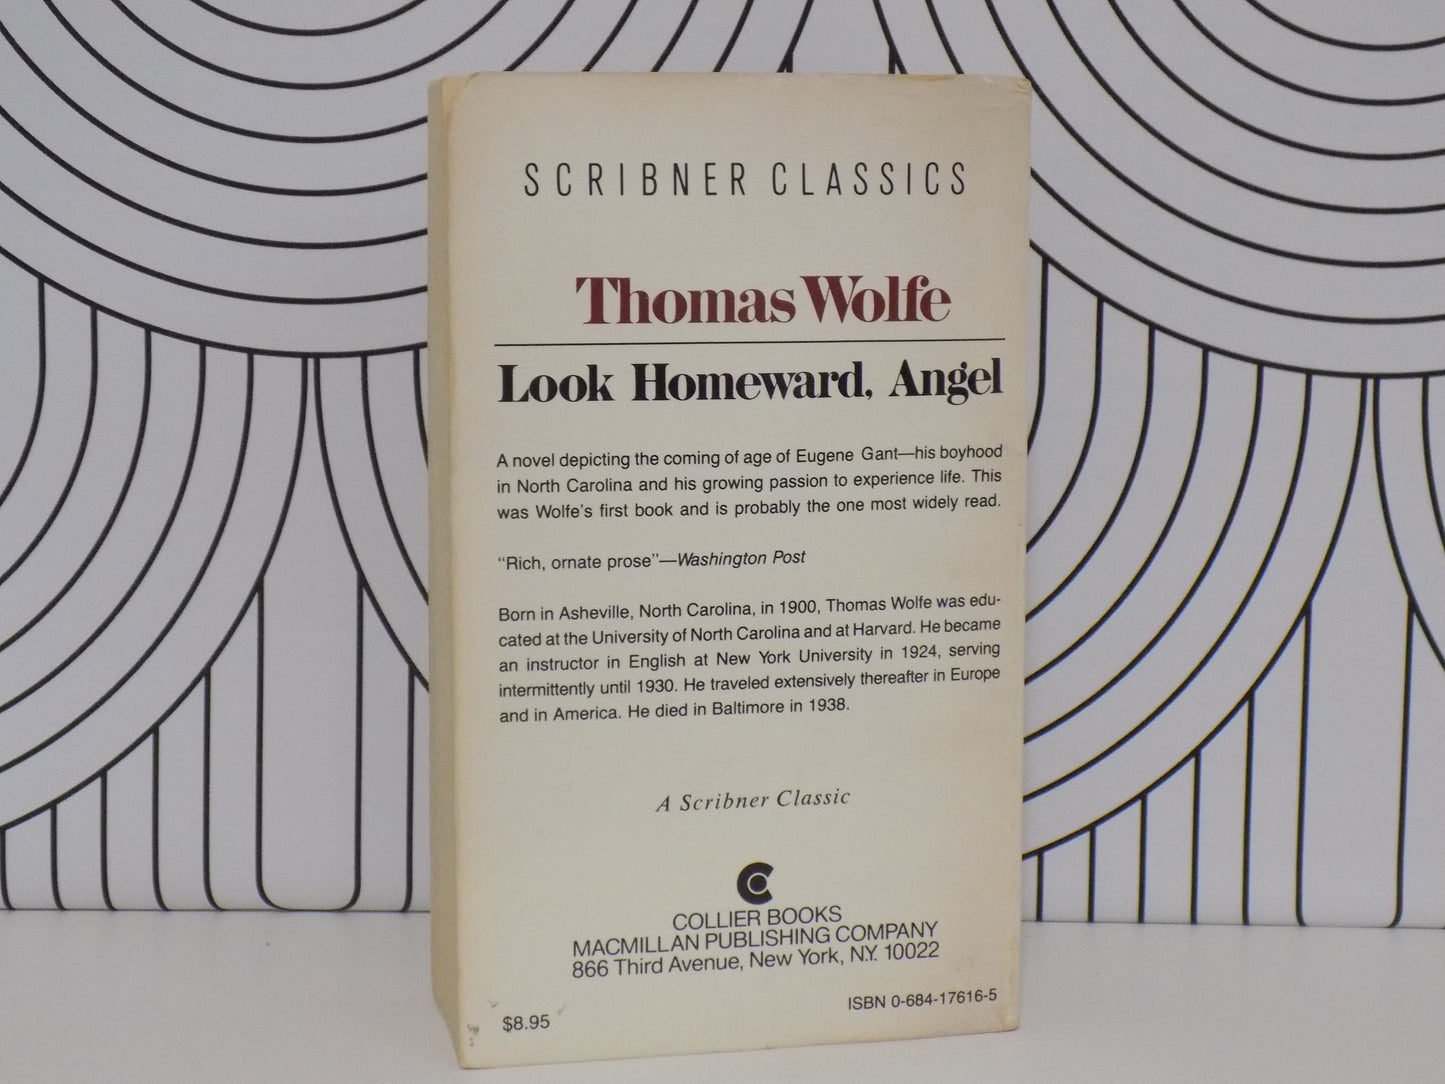 SCRIBNER CLASSICS
Thomas Wolfe
Look Homeward, Angel
A novel depicting the coming of age of Eugene Gant—his boyhood
in North Carolina and his growing passion to experience life. This
was Wolfe's first book and is probably the one most widely read.
"Rich, ornate prose"—Washington Post
Born in Asheville, North Carolina, in 1900, Thomas Wolfe was edu-
cated at the University of North Carolina and at Harvard. He became
an instructor in English at New York University in 1924, serving
intermittently until 1930. He traveled extensively thereafter in Europe
and in America. He died in Baltimore in 1938.
A Scribner Classic
COLLIER BOOKS
MACMILLAN PUBLISHING COMPANY
866 Third Avenue, New York, N.Y. 10022
ISBN 0-684-17616-5
$8.95